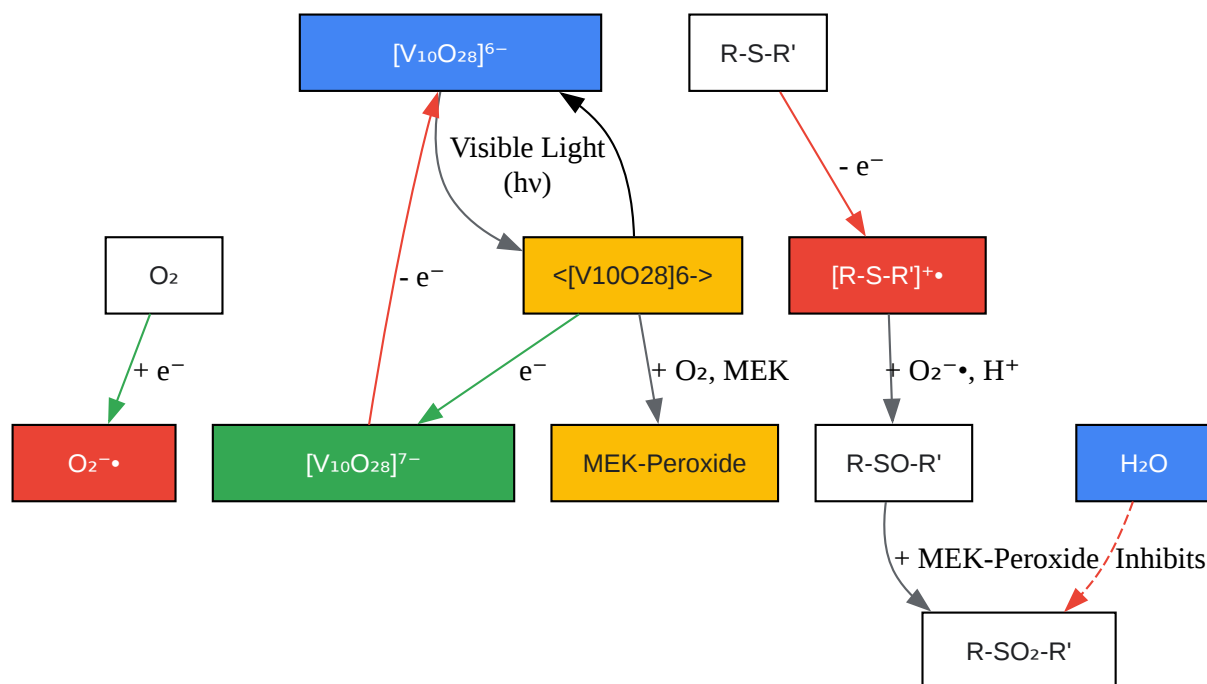 [V₁₀O₂₈]⁶⁻
R-S-R'
Visible Light
(hν)
- e⁻
O₂
- e⁻
<[V10O28]6->
[R-S-R']⁺•
+ e⁻
e⁻
+ O₂, MEK
+ O₂⁻•, H⁺
O₂⁻•
[V₁₀O₂₈]⁷⁻
MEK-Peroxide
R-SO-R'
H₂O
+ MEK-Peroxide
Inhibits
R-SO₂-R'